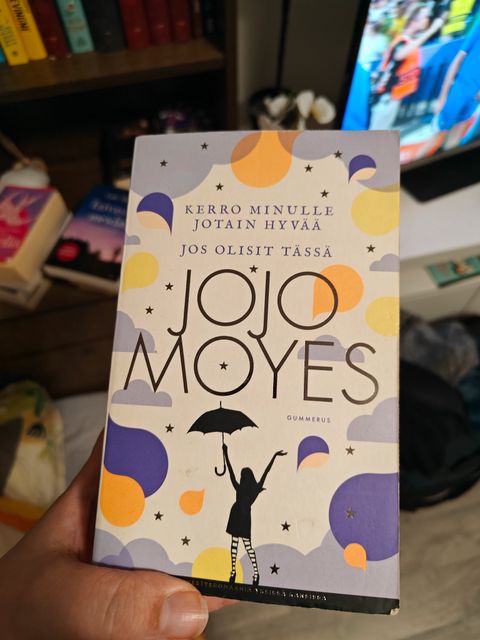 KERRO MINULLE
JOTAIN HYVÄÄ
JOS OLISIT TÄSSÄ
JOJO
MOYES
GUMMERUS